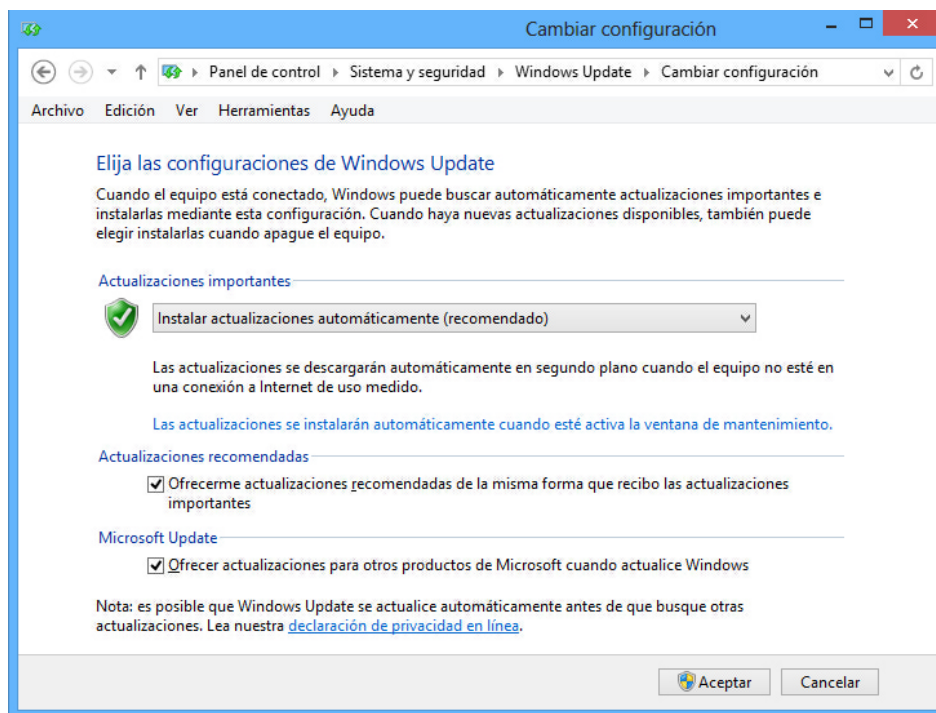 Cambiar configuración
Panel de control Sistema y seguridad Windows Update Cambiar configuración
Archivo Edición Ver Herramientas Ayuda
Elija las configuraciones de Windows Update
Cuando el equipo está conectado, Windows puede buscar automáticamente actualizaciones importantes e
instalarlas mediante esta configuración. Cuando haya nuevas actualizaciones disponibles, también puede
elegir instalarlas cuando apague el equipo.
Actualizaciones importantes
Instalar actualizaciones automáticamente (recomendado)
Las actualizaciones se descargarán automáticamente en segundo plano cuando el equipo no esté en
una conexión a Internet de uso medido.
Las actualizaciones se instalarán automáticamente cuando esté activa la ventana de mantenimiento.
Actualizaciones recomendadas
Ofrecerme actualizaciones recomendadas de la misma forma que recibo las actualizaciones
importantes
Microsoft Update
Ofrecer actualizaciones para otros productos de Microsoft cuando actualice Windows
Nota: es posible que Windows Update se actualice automáticamente antes de que busque otras
actualizaciones. Lea nuestra declaración de privacidad en línea.
Aceptar Cancelar